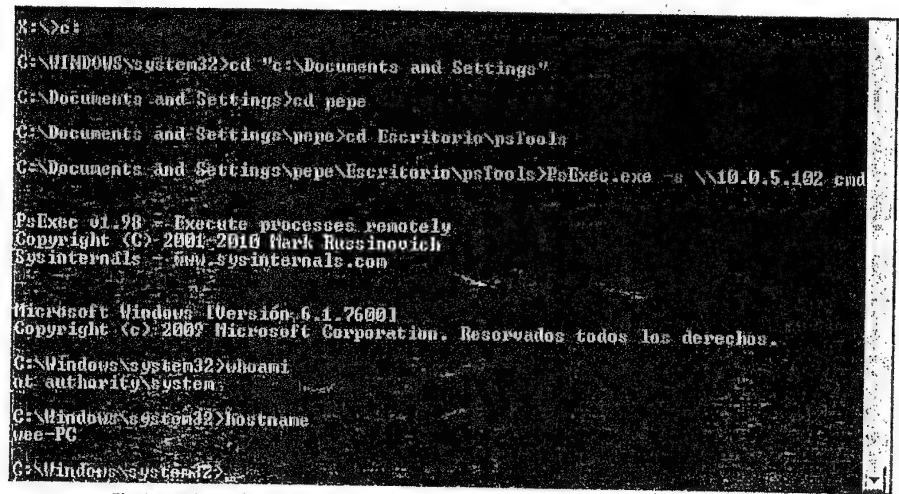 X:\>c:
C:\WINDOWS\system32>cd "c:\Documents and Settings"
C:\Documents and Settings>cd pepe
C:\Documents and Settings\pepe>cd Escritorio\psTools
C:\Documents and Settings\pepe\Escritorio\psTools>PsExec.exe -s \\10.0.5.102 cmd
PsExec v1.98 - Execute processes remotely
Copyright (C) 2001-2010 Mark Russinovich
Sysinternals - www.sysinternals.com
Microsoft Windows [Versión 6.1.7600]
Copyright (c) 2009 Microsoft Corporation. Reservados todos los derechos.
C:\Windows\system32>whoami
nt authority\system
C:\Windows\system32>hostname
wee-PC
C:\Windows\system32>